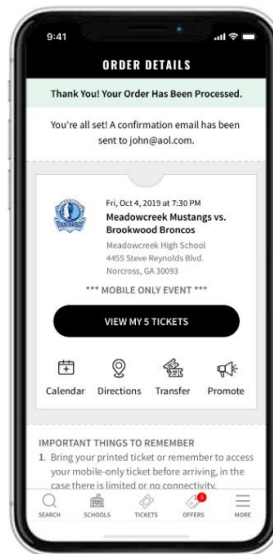 9:41
ORDER DETAILS
Thank You! Your Order Has Been Processed.
You're all set! A confirmation email has been
sent to john@aol.com.
Fri, Oct 4, 2019 at 7:30 PM
Meadowcreek Mustangs vs.
Brookwood Broncos
Meadowcreek High School
4455 Steve Reynolds Blvd.
Norcross, GA 30093
*** MOBILE ONLY EVENT ***
VIEW MY 5 TICKETS
Calendar Directions Transfer Promote
IMPORTANT THINGS TO REMEMBER
1. Bring your printed ticket or remember to access
your mobile-only ticket before arriving, in the
case there is limited or no connectivity.
SEARCH SCHOOLS TICKETS OFFERS MORE